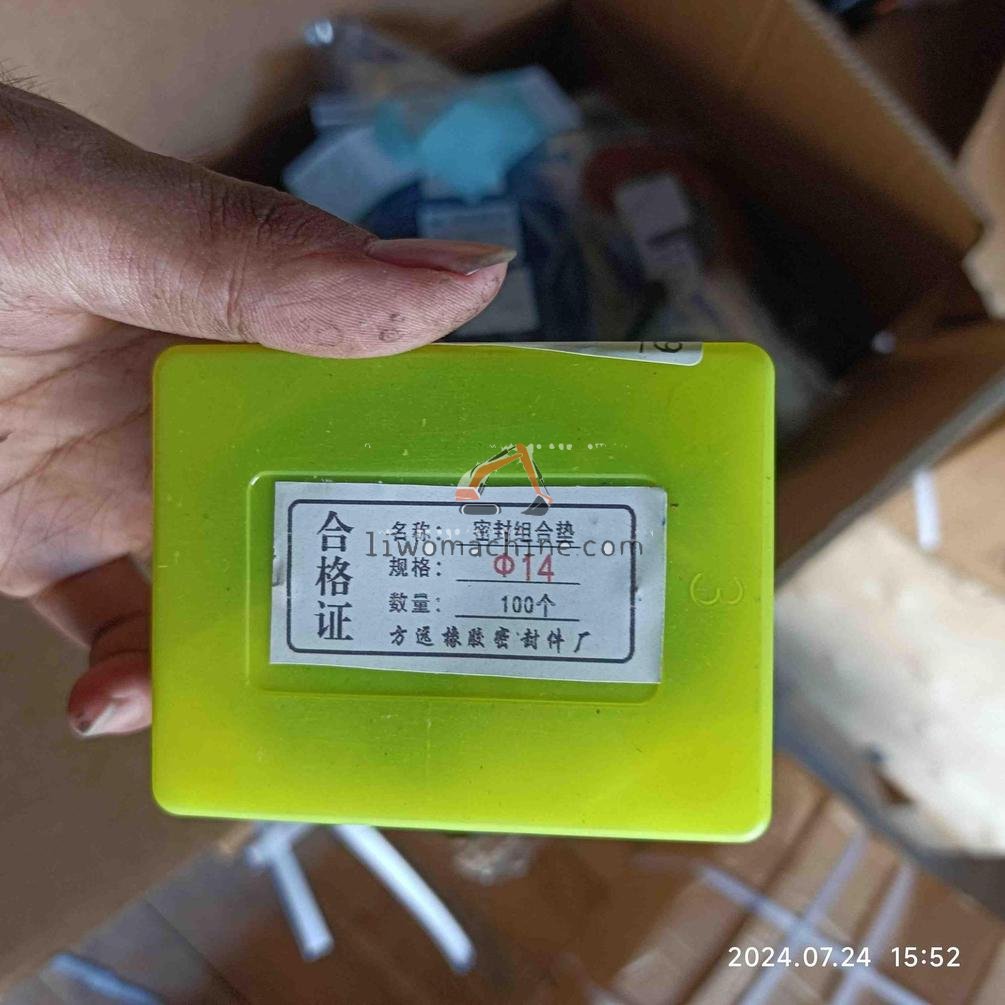 合格证
名称： 密封组合垫
liwomachine.com
规格： Φ14
数量： 100个
方远橡胶密封件厂
3
2024.07.24 15:52